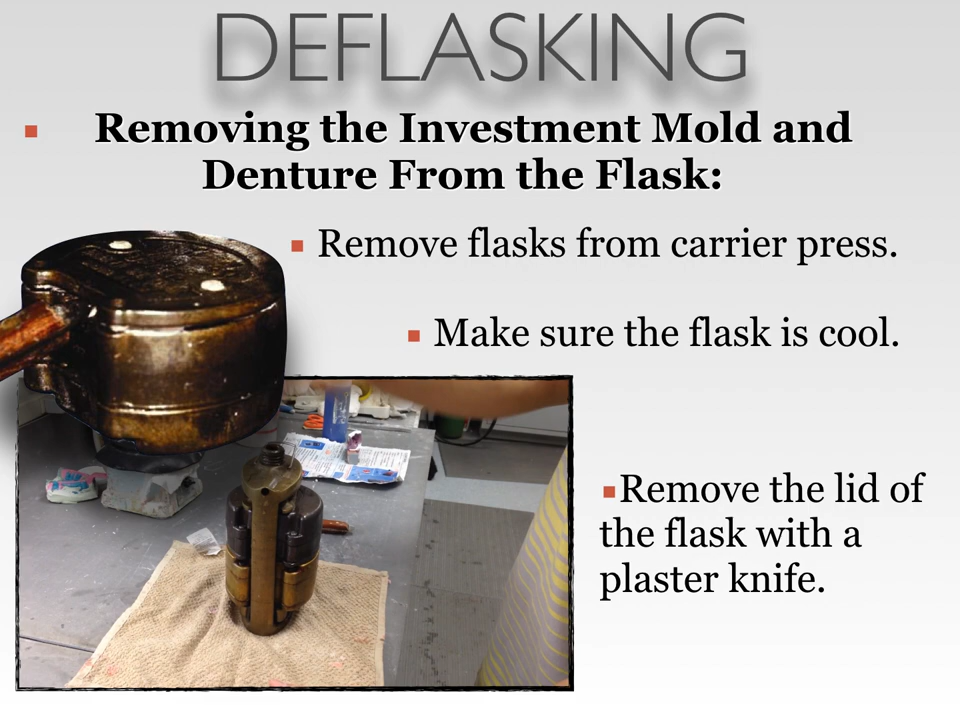 DEFLASKING
▪ Removing the Investment Mold and
Denture From the Flask:
▪ Remove flasks from carrier press.
▪ Make sure the flask is cool.
▪Remove the lid of
the flask with a
plaster knife.